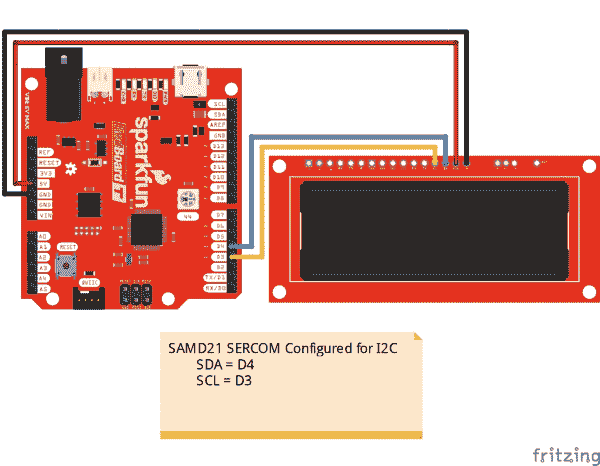 SCL
SDA
AREF
GND
D13
D12
D11
D10
D9
D8
D7
D6
D5
D4
D3
D2
TX/D1
RX/D0
REF
RESET
3V3
5V
GND
GND
VIN
A0
A1
A2
A3
A4
A5
RESET
sparkfun
SAMD21 SERCOM Configured for I2C
SDA = D4
SCL = D3
fritzing